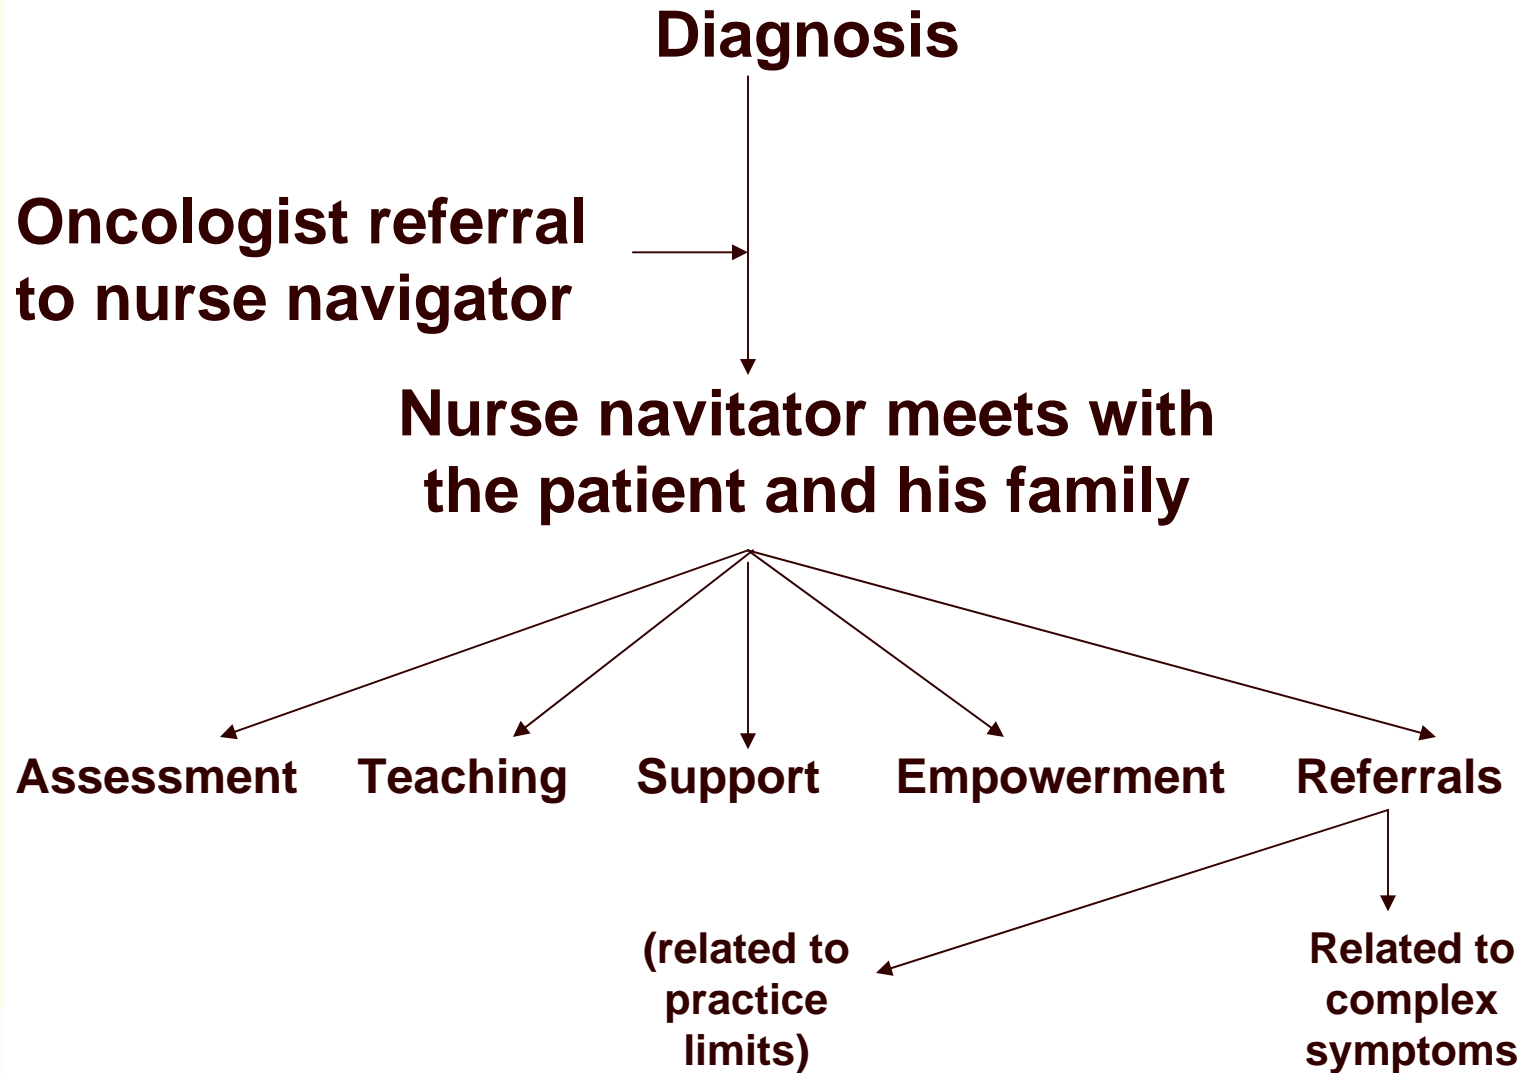 Diagnosis
Oncologist referral
to nurse navigator
Nurse navitator meets with
the patient and his family
Assessment
Teaching
Support
Empowerment
Referrals
(related to
practice
limits)
Related to
complex
symptoms